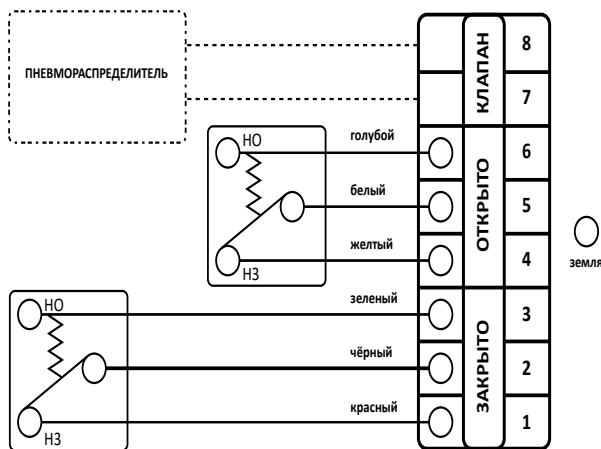 ПНЕВМОРАСПРЕДЕЛИТЕЛЬ
КЛАПАН
8
7
НО
голубой
6
белый
ОТКРЫТО
5
желтый
4
НЗ
земля
НО
зеленый
3
чёрный
ЗАКРЫТО
2
красный
1
НЗ